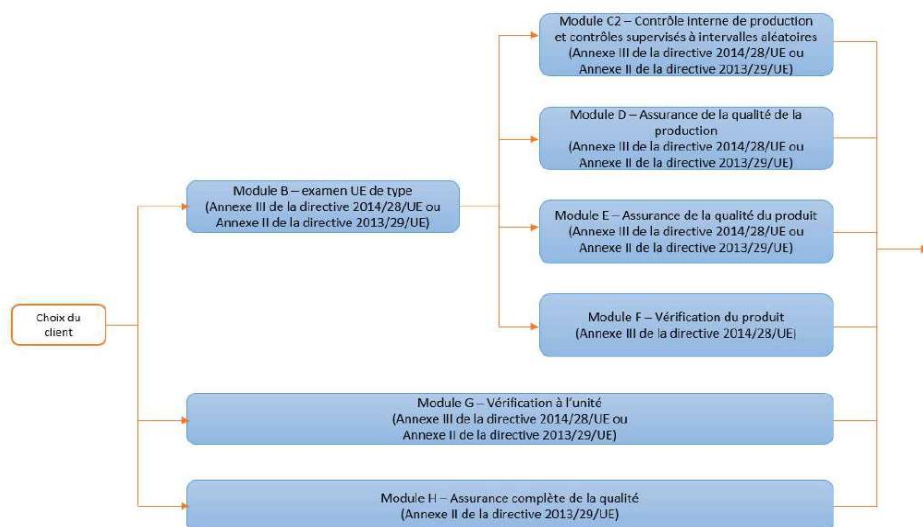 Choix du
client
Module B – examen UE de type
(Annexe III de la directive 2014/28/UE ou
Annexe II de la directive 2013/29/UE)
Module C2 – Contrôle interne de production
et contrôles supervisés à intervalles aléatoires
(Annexe III de la directive 2014/28/UE ou
Annexe II de la directive 2013/29/UE)
Module D – Assurance de la qualité de la
production
(Annexe III de la directive 2014/28/UE ou
Annexe II de la directive 2013/29/UE)
Module E – Assurance de la qualité du produit
(Annexe III de la directive 2014/28/UE ou
Annexe II de la directive 2013/29/UE)
Module F – Vérification du produit
(Annexe III de la directive 2014/28/UE)
Module G – Vérification à l'unité
(Annexe III de la directive 2014/28/UE ou
Annexe II de la directive 2013/29/UE)
Module H – Assurance complète de la qualité
(Annexe II de la directive 2013/29/UE)